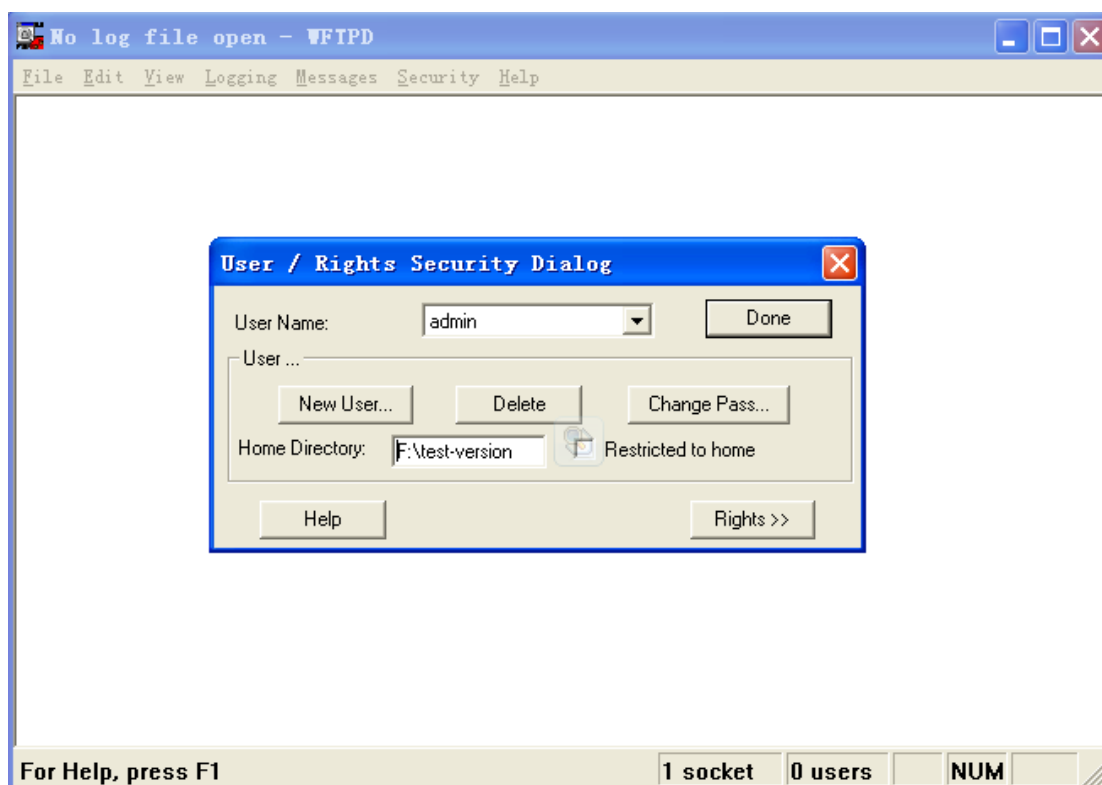 No log file open - WFTPD
File Edit View Logging Messages Security Help
User / Rights Security Dialog
User Name: admin Done
User ...
New User... Delete Change Pass...
Home Directory: F:\test-version Restricted to home
Help Rights >>
For Help, press F1 1 socket 0 users NUM